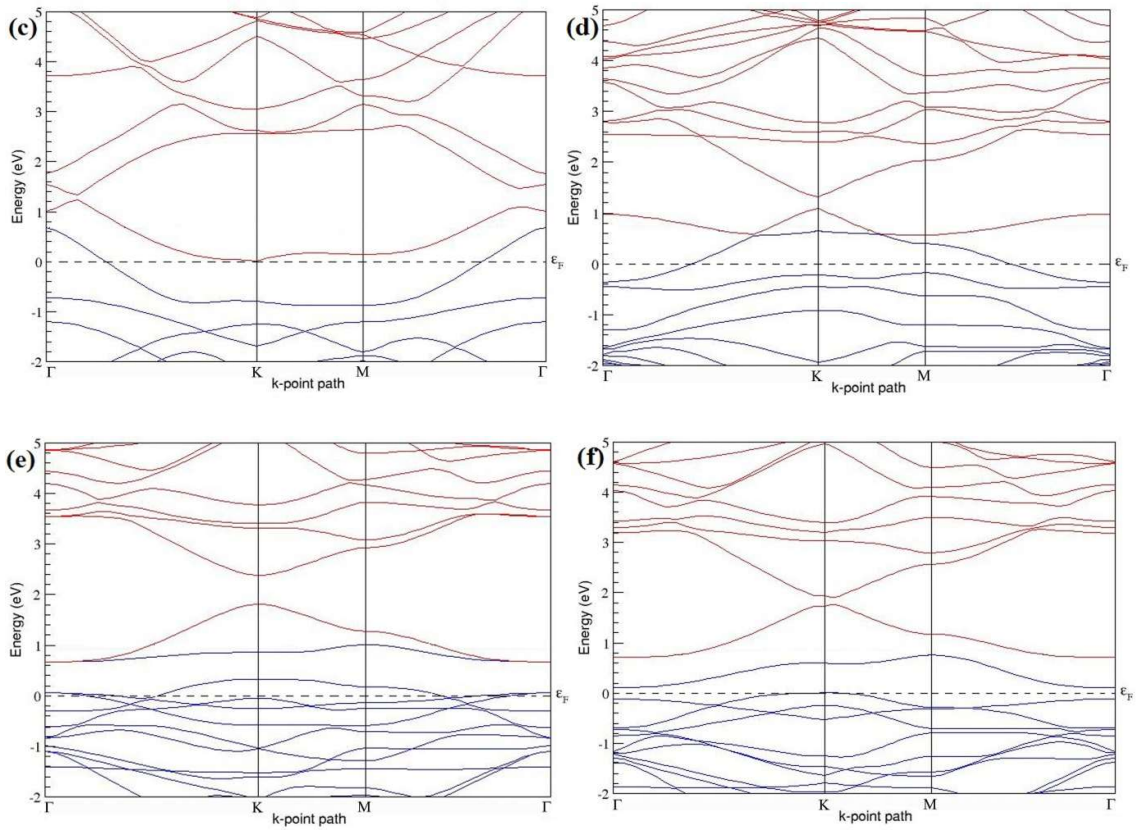 (c)
5
4
3
2
1
0
-1
-2
Energy (eV)
ε_F
Γ K M Γ
k-point path
(d)
5
4
3
2
1
0
-1
-2
Energy (eV)
ε_F
Γ K M Γ
k-point path
(e)
5
4
3
2
1
0
-1
-2
Energy (eV)
ε_F
Γ K M Γ
k-point path
(f)
5
4
3
2
1
0
-1
-2
Energy (eV)
ε_F
Γ K M Γ
k-point path